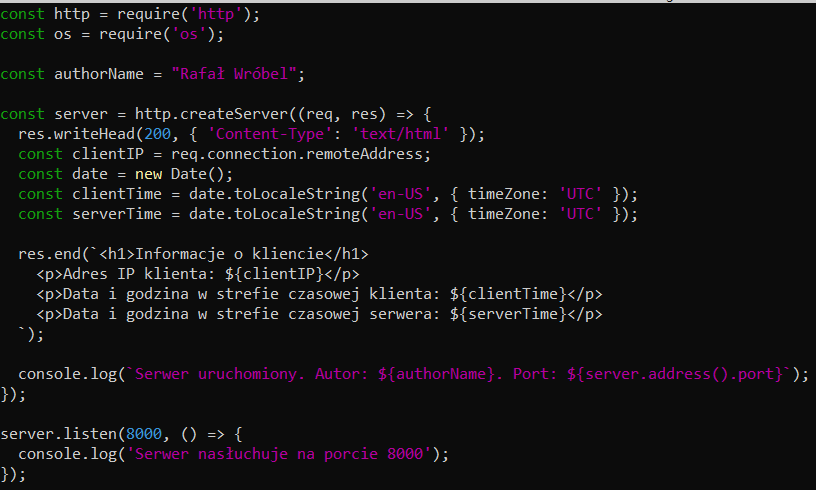 const http = require('http');
const os = require('os');
const authorName = "Rafał Wróbel";
const server = http.createServer((req, res) => {
  res.writeHead(200, { 'Content-Type': 'text/html' });
  const clientIP = req.connection.remoteAddress;
  const date = new Date();
  const clientTime = date.toLocaleString('en-US', { timeZone: 'UTC' });
  const serverTime = date.toLocaleString('en-US', { timeZone: 'UTC' });
  res.end(`<h1>Informacje o kliencie</h1>
    <p>Adres IP klienta: ${clientIP}</p>
    <p>Data i godzina w strefie czasowej klienta: ${clientTime}</p>
    <p>Data i godzina w strefie czasowej serwera: ${serverTime}</p>
  `);
  console.log(`Serwer uruchomiony. Autor: ${authorName}. Port: ${server.address().port}`);
});
server.listen(8000, () => {
  console.log('Serwer nasłuchuje na porcie 8000');
});